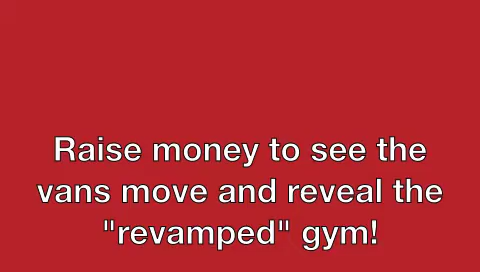 Raise money to see the
vans move and reveal the
"revamped" gym!